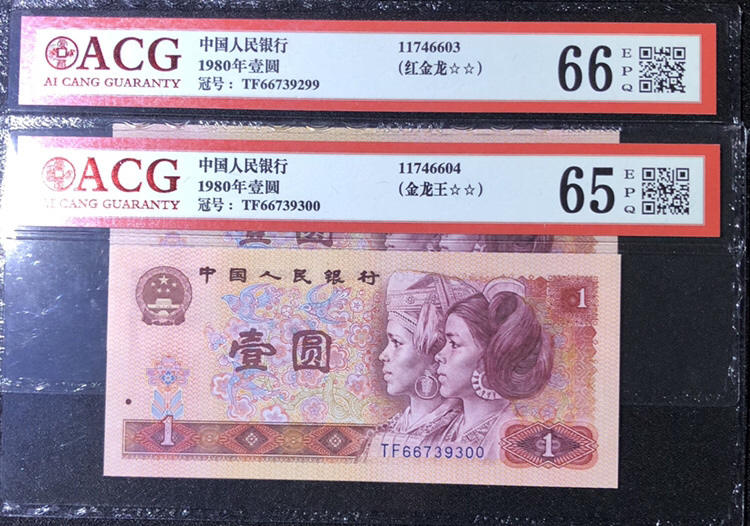 ACG
AI CANG GUARANTY
中国人民银行
1980年壹圆
冠号：TF66739299
11746603
(红金龙☆☆)
66
EPQ
ACG
AI CANG GUARANTY
中国人民银行
1980年壹圆
冠号：TF66739300
11746604
(金龙王☆☆)
65
EPQ
中国人民银行
1
壹圆
1
TF66739300
1